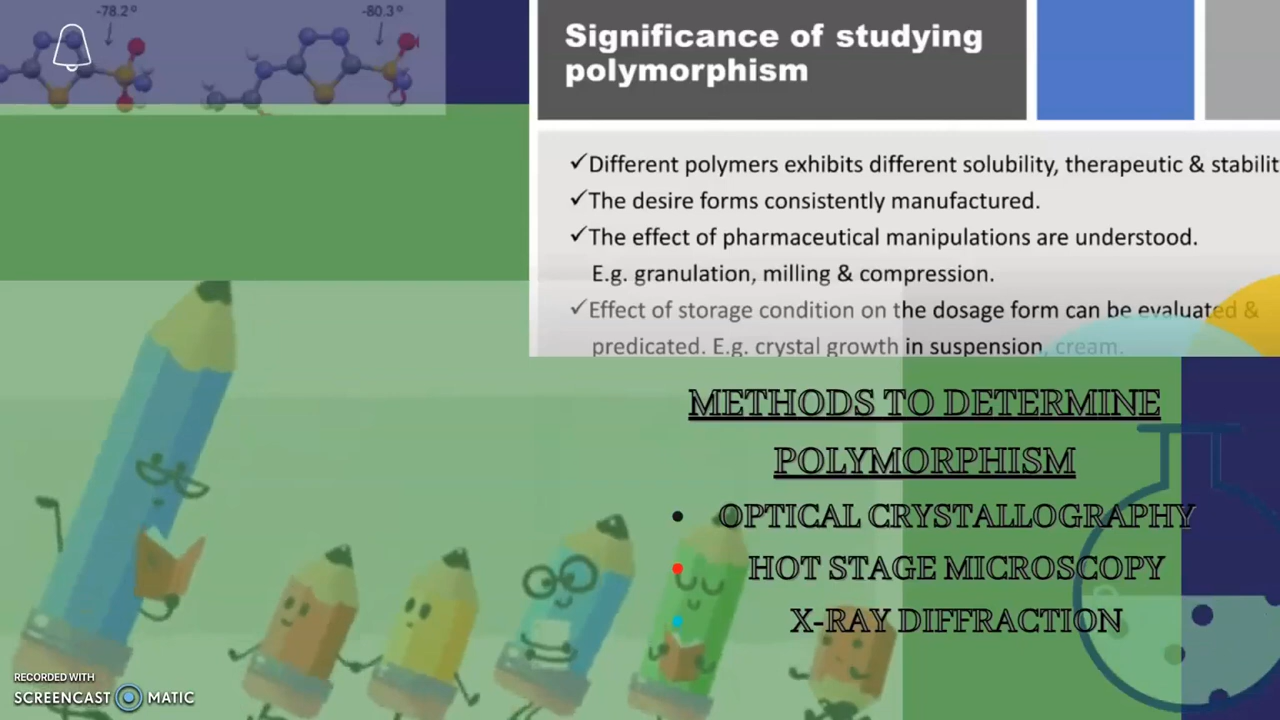 -78.2°
-80.3°
Significance of studying
polymorphism
✓Different polymers exhibits different solubility, therapeutic & stabilit
✓The desire forms consistently manufactured.
✓The effect of pharmaceutical manipulations are understood.
E.g. granulation, milling & compression.
✓Effect of storage condition on the dosage form can be evaluated &
predicated. E.g. crystal growth in suspension, cream.
METHODS TO DETERMINE
POLYMORPHISM
• OPTICAL CRYSTALLOGRAPHY
• HOT STAGE MICROSCOPY
• X-RAY DIFFRACTION
RECORDED WITH
SCREENCAST MATIC